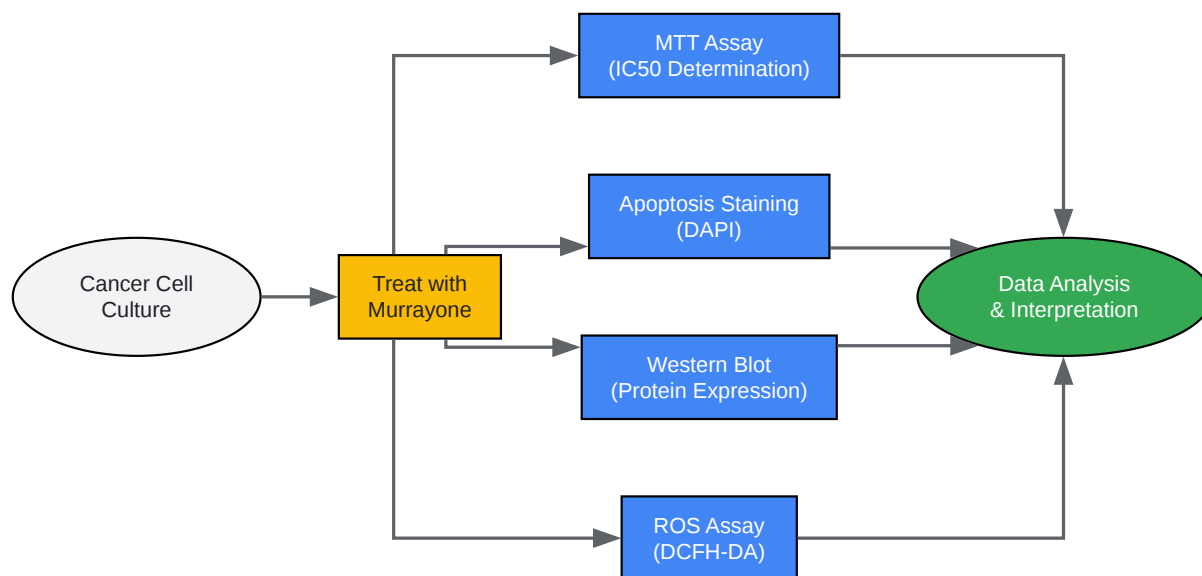 Cancer Cell
Culture
Treat with
Murrayone
MTT Assay
(IC50 Determination)
Apoptosis Staining
(DAPI)
Western Blot
(Protein Expression)
ROS Assay
(DCFH-DA)
Data Analysis
& Interpretation